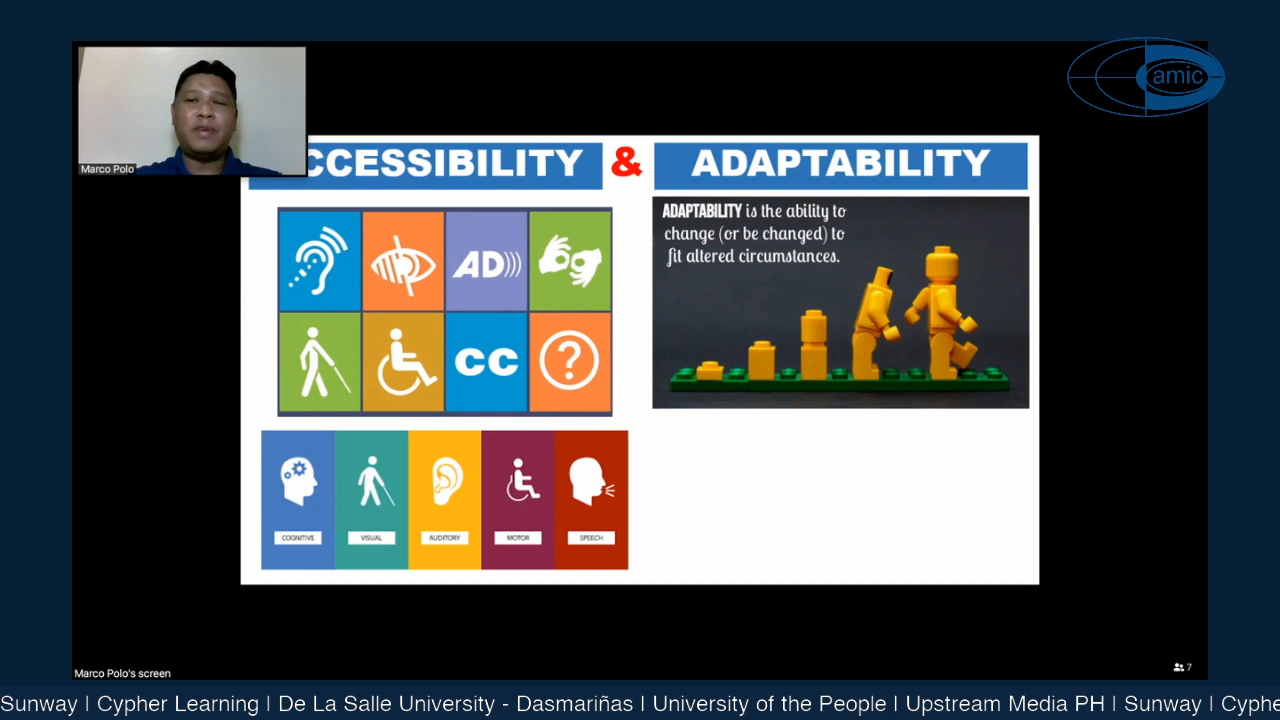 amic
Marco Polo
CCESSIBILITY & ADAPTABILITY
AD
CC
?
COGNITIVE
VISUAL
AUDITORY
MOTOR
SPEECH
ADAPTABILITY is the ability to
change (or be changed) to
fit altered circumstances.
Marco Polo's screen
7
Sunway | Cypher Learning | De La Salle University - Dasmariñas | University of the People | Upstream Media PH | Sunway | Cyphe